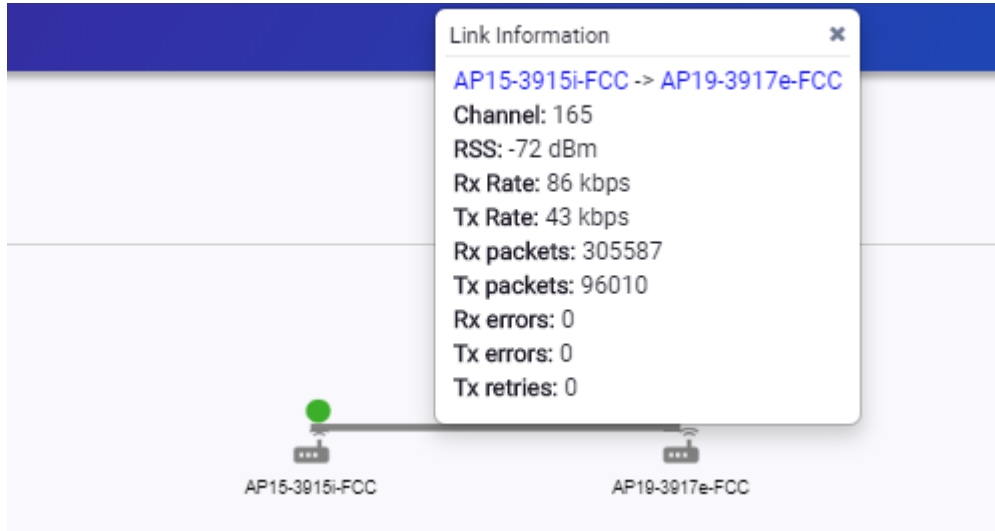 Link Information ✖
AP15-3915i-FCC -> AP19-3917e-FCC
Channel: 165
RSS: -72 dBm
Rx Rate: 86 kbps
Tx Rate: 43 kbps
Rx packets: 305587
Tx packets: 96010
Rx errors: 0
Tx errors: 0
Tx retries: 0
AP15-3915i-FCC
AP19-3917e-FCC